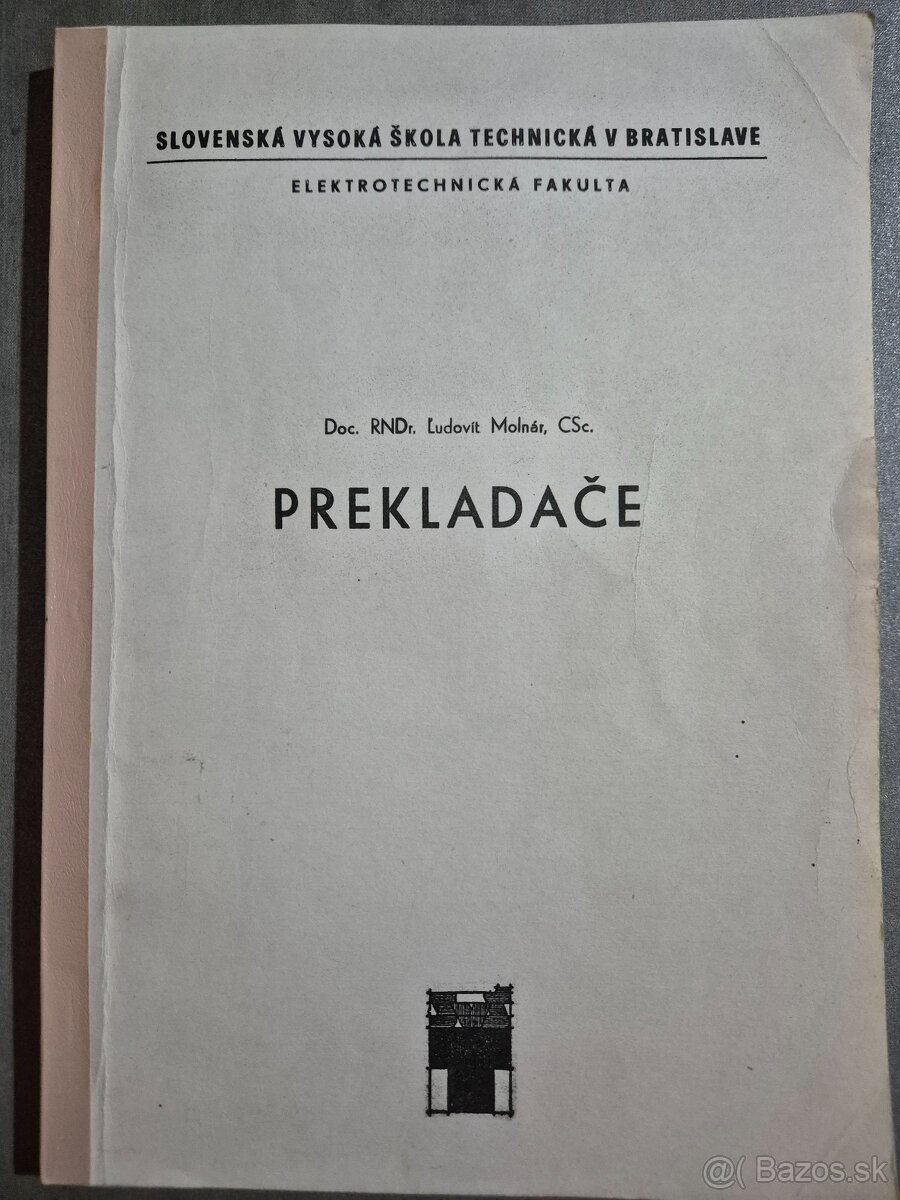 SLOVENSKÁ VYSOKÁ ŠKOLA TECHNICKÁ V BRATISLAVE
ELEKTROTECHNICKÁ FAKULTA
Doc. RNDr. Ľudovít Molnár, CSc.
PREKLADAČE
@( Bazos.sk